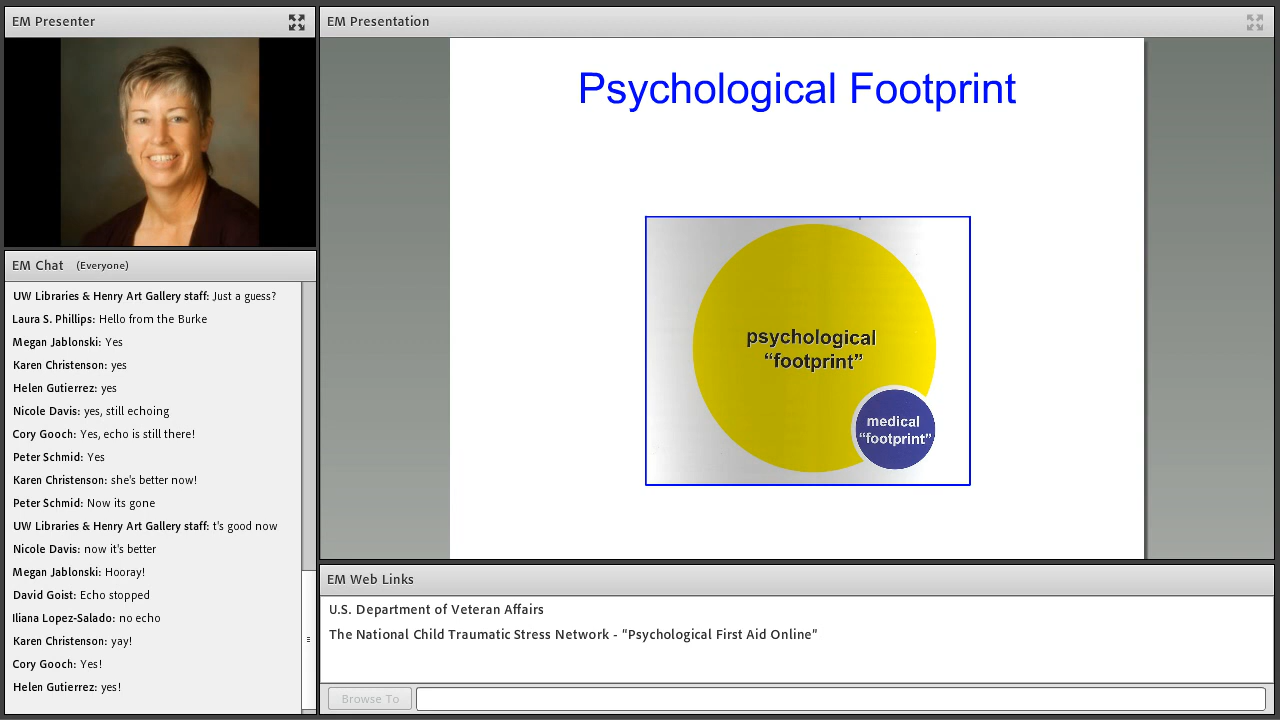 EM Presenter
EM Chat (Everyone)
UW Libraries & Henry Art Gallery staff: Just a guess?
Laura S. Phillips: Hello from the Burke
Megan Jablonski: Yes
Karen Christenson: yes
Helen Gutierrez: yes
Nicole Davis: yes, still echoing
Cory Gooch: Yes, echo is still there!
Peter Schmid: Yes
Karen Christenson: she's better now!
Peter Schmid: Now its gone
UW Libraries & Henry Art Gallery staff: t's good now
Nicole Davis: now it's better
Megan Jablonski: Hooray!
David Goist: Echo stopped
Iliana Lopez-Salado: no echo
Karen Christenson: yay!
Cory Gooch: Yes!
Helen Gutierrez: yes!
EM Presentation
Psychological Footprint
psychological
“footprint”
medical
“footprint”
EM Web Links
U.S. Department of Veteran Affairs
The National Child Traumatic Stress Network - "Psychological First Aid Online"
Browse To